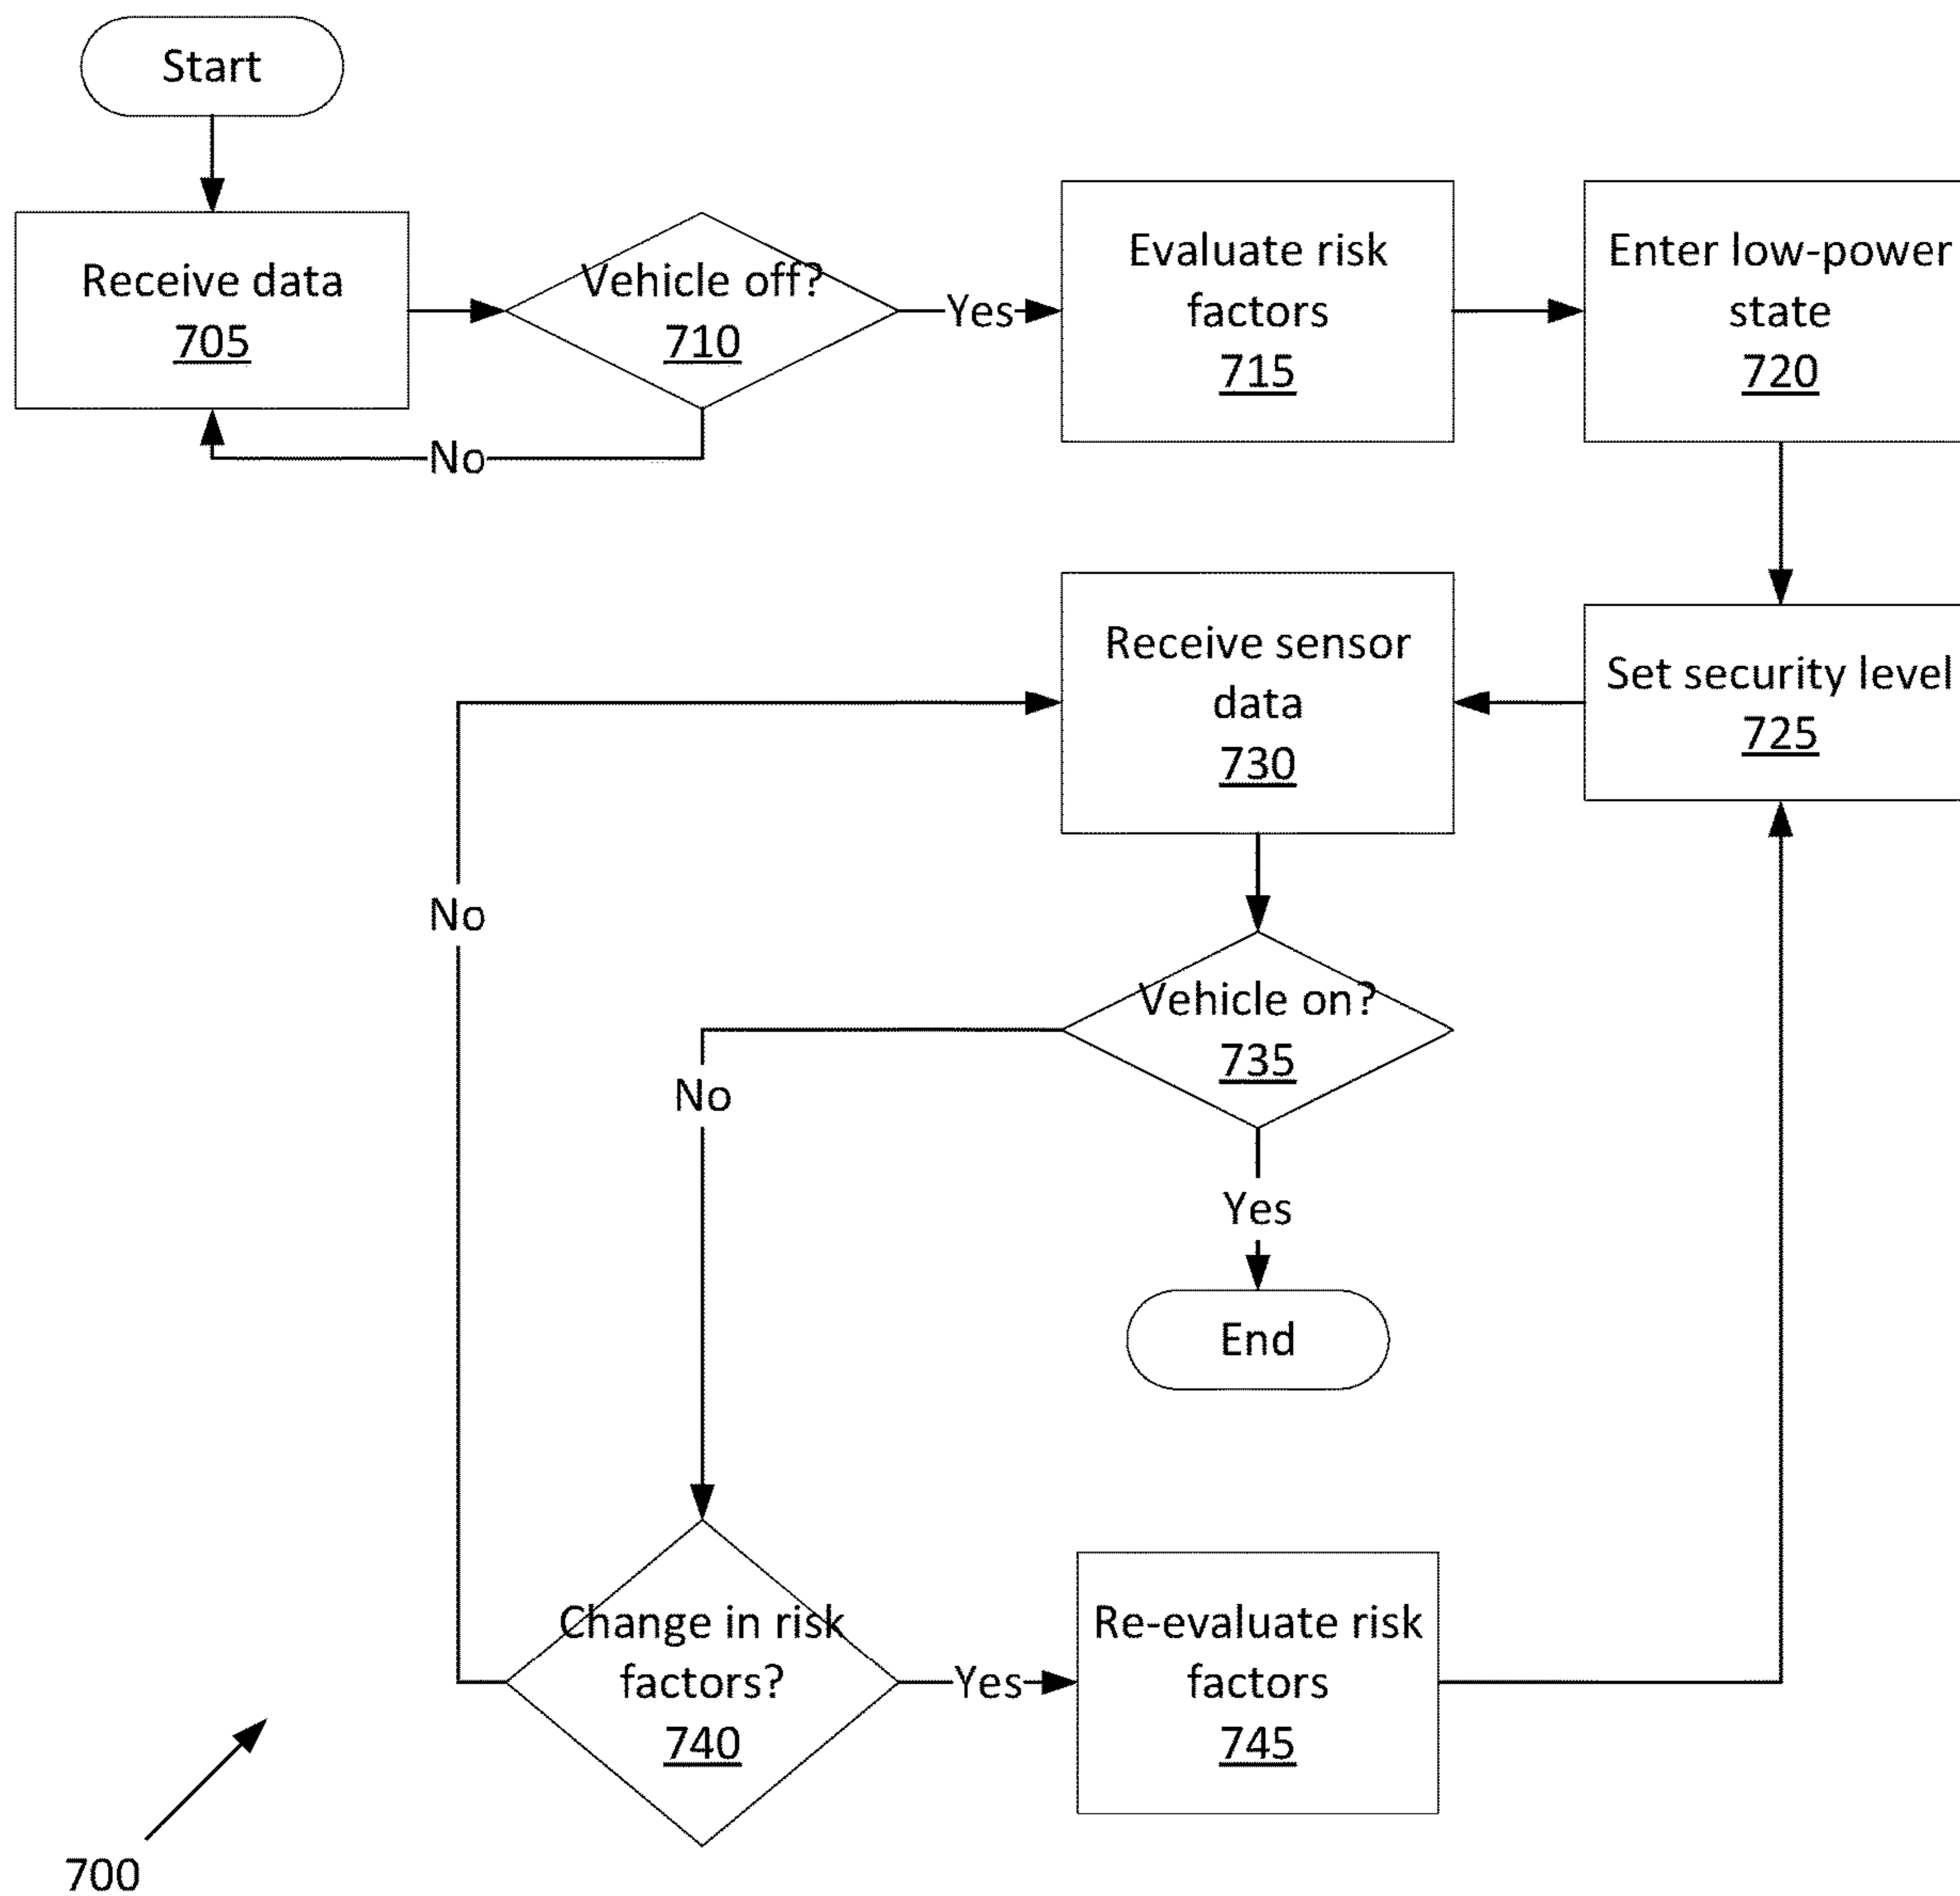 Start
Receive data
705
Vehicle off?
710
Yes
No
Evaluate risk
factors
715
Enter low-power
state
720
Set security level
725
Receive sensor
data
730
Vehicle on?
735
Yes
End
No
Change in risk
factors?
740
No
Yes
Re-evaluate risk
factors
745
700